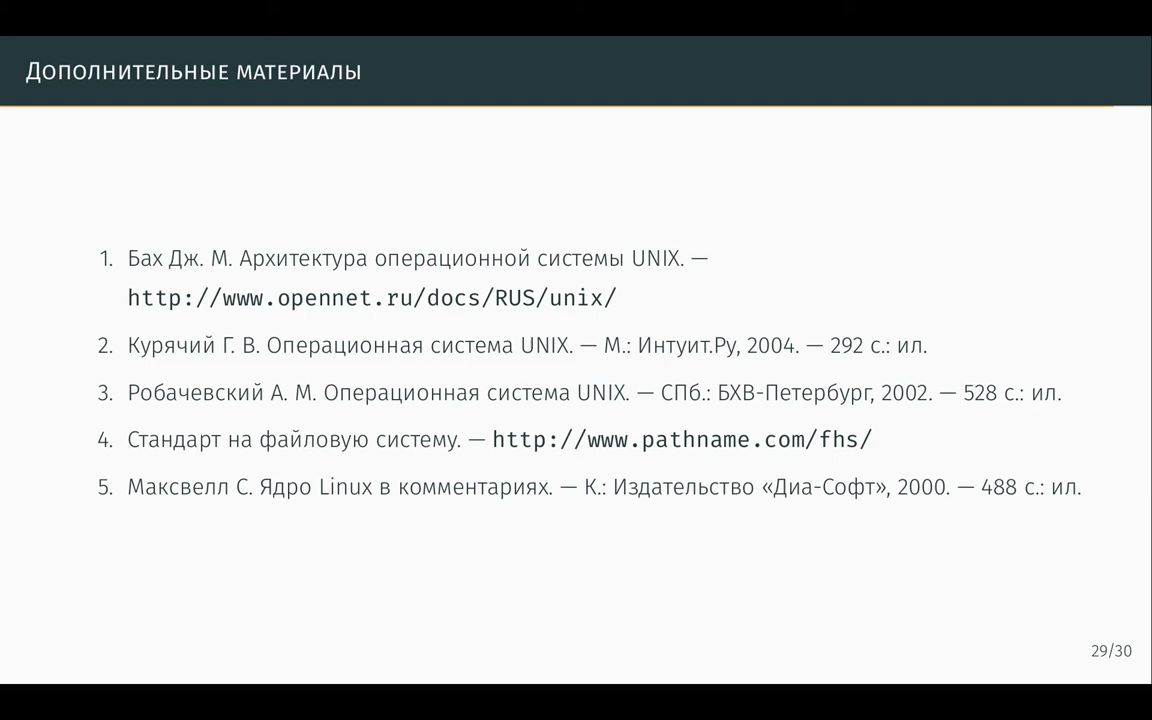 Дополнительные материалы
1. Бах Дж. М. Архитектура операционной системы UNIX. —
http://www.opennet.ru/docs/RUS/unix/
2. Курячий Г. В. Операционная система UNIX. — М.: Интуит.Ру, 2004. — 292 с.: ил.
3. Робачевский А. М. Операционная система UNIX. — СПб.: БХВ-Петербург, 2002. — 528 с.: ил.
4. Стандарт на файловую систему. — http://www.pathname.com/fhs/
5. Максвелл С. Ядро Linux в комментариях. — К.: Издательство «Диа-Софт», 2000. — 488 с.: ил.
29/30